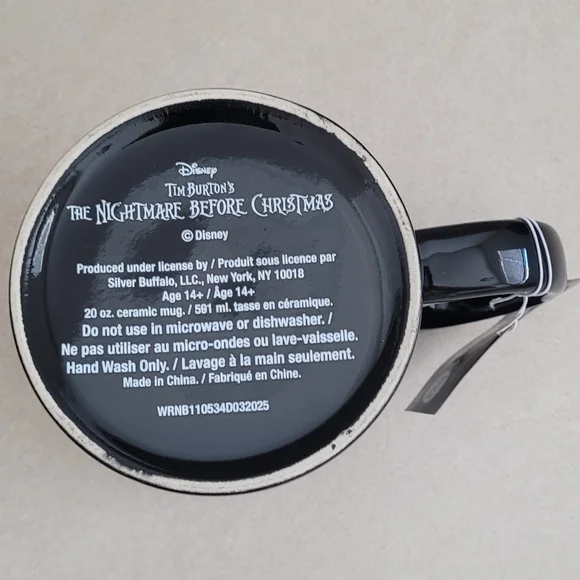 Disney
TIM BURTON'S
THE NIGHTMARE BEFORE CHRISTMAS
© Disney
Produced under license by / Produit sous licence par
Silver Buffalo, LLC., New York, NY 10018
Age 14+ / Âge 14+
20 oz. ceramic mug. / 591 ml. tasse en céramique.
Do not use in microwave or dishwasher. /
Ne pas utiliser au micro-ondes ou lave-vaisselle.
Hand Wash Only. / Lavage à la main seulement.
Made in China. / Fabriqué en Chine.
WRNB110534D032025